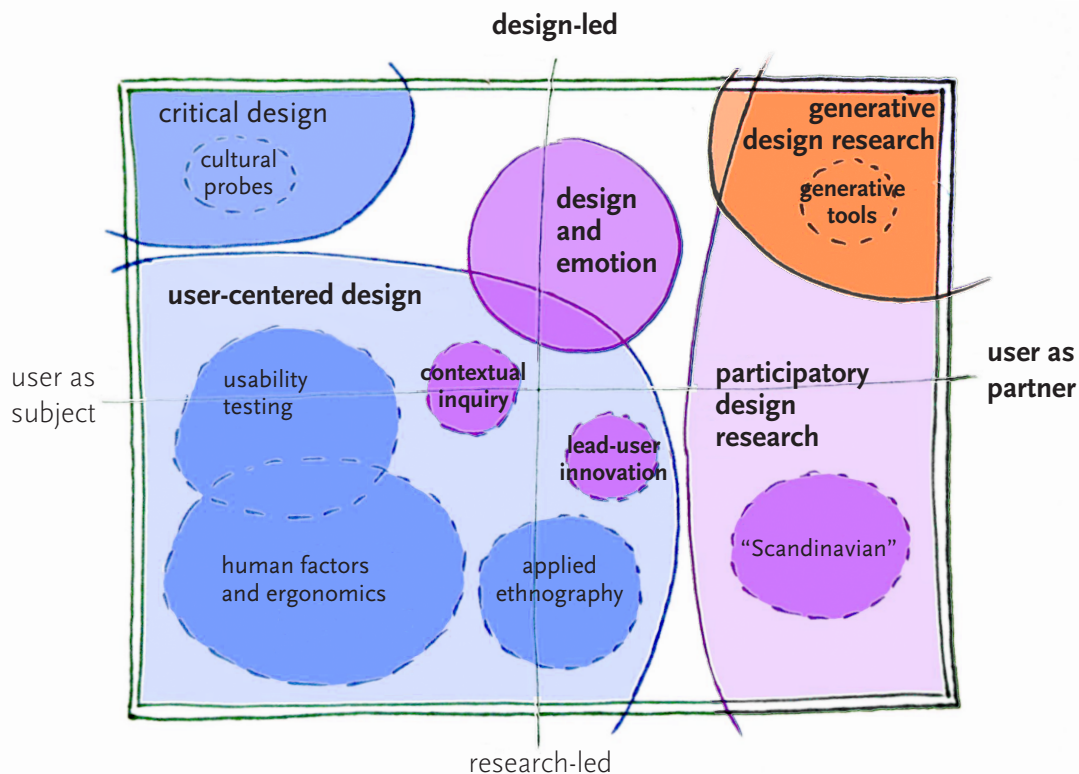 design-led
critical design
cultural
probes
generative
design research
generative
tools
design
and
emotion
user-centered design
user as
subject
usability
testing
contextual
inquiry
lead-user
innovation
participatory
design
research
user as
partner
human factors
and ergonomics
applied
ethnography
“Scandinavian”
research-led